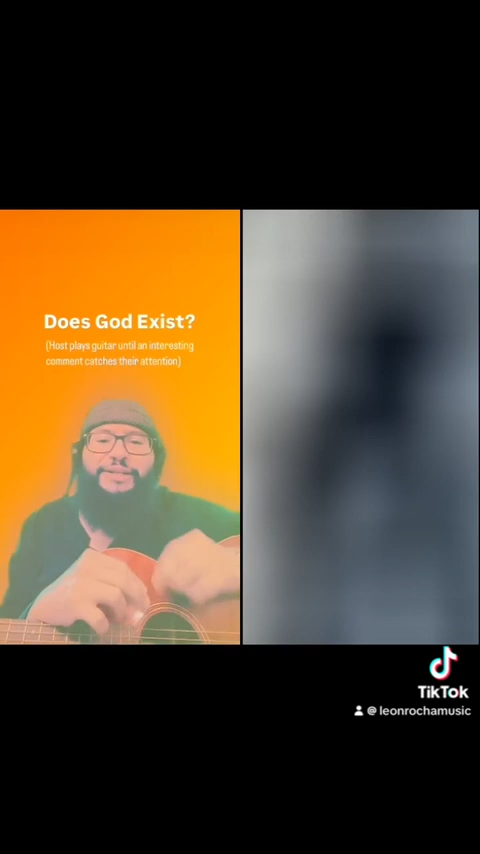 Does God Exist?
(Host plays guitar until an interesting
comment catches their attention)
TikTok
@ leonrochamusic